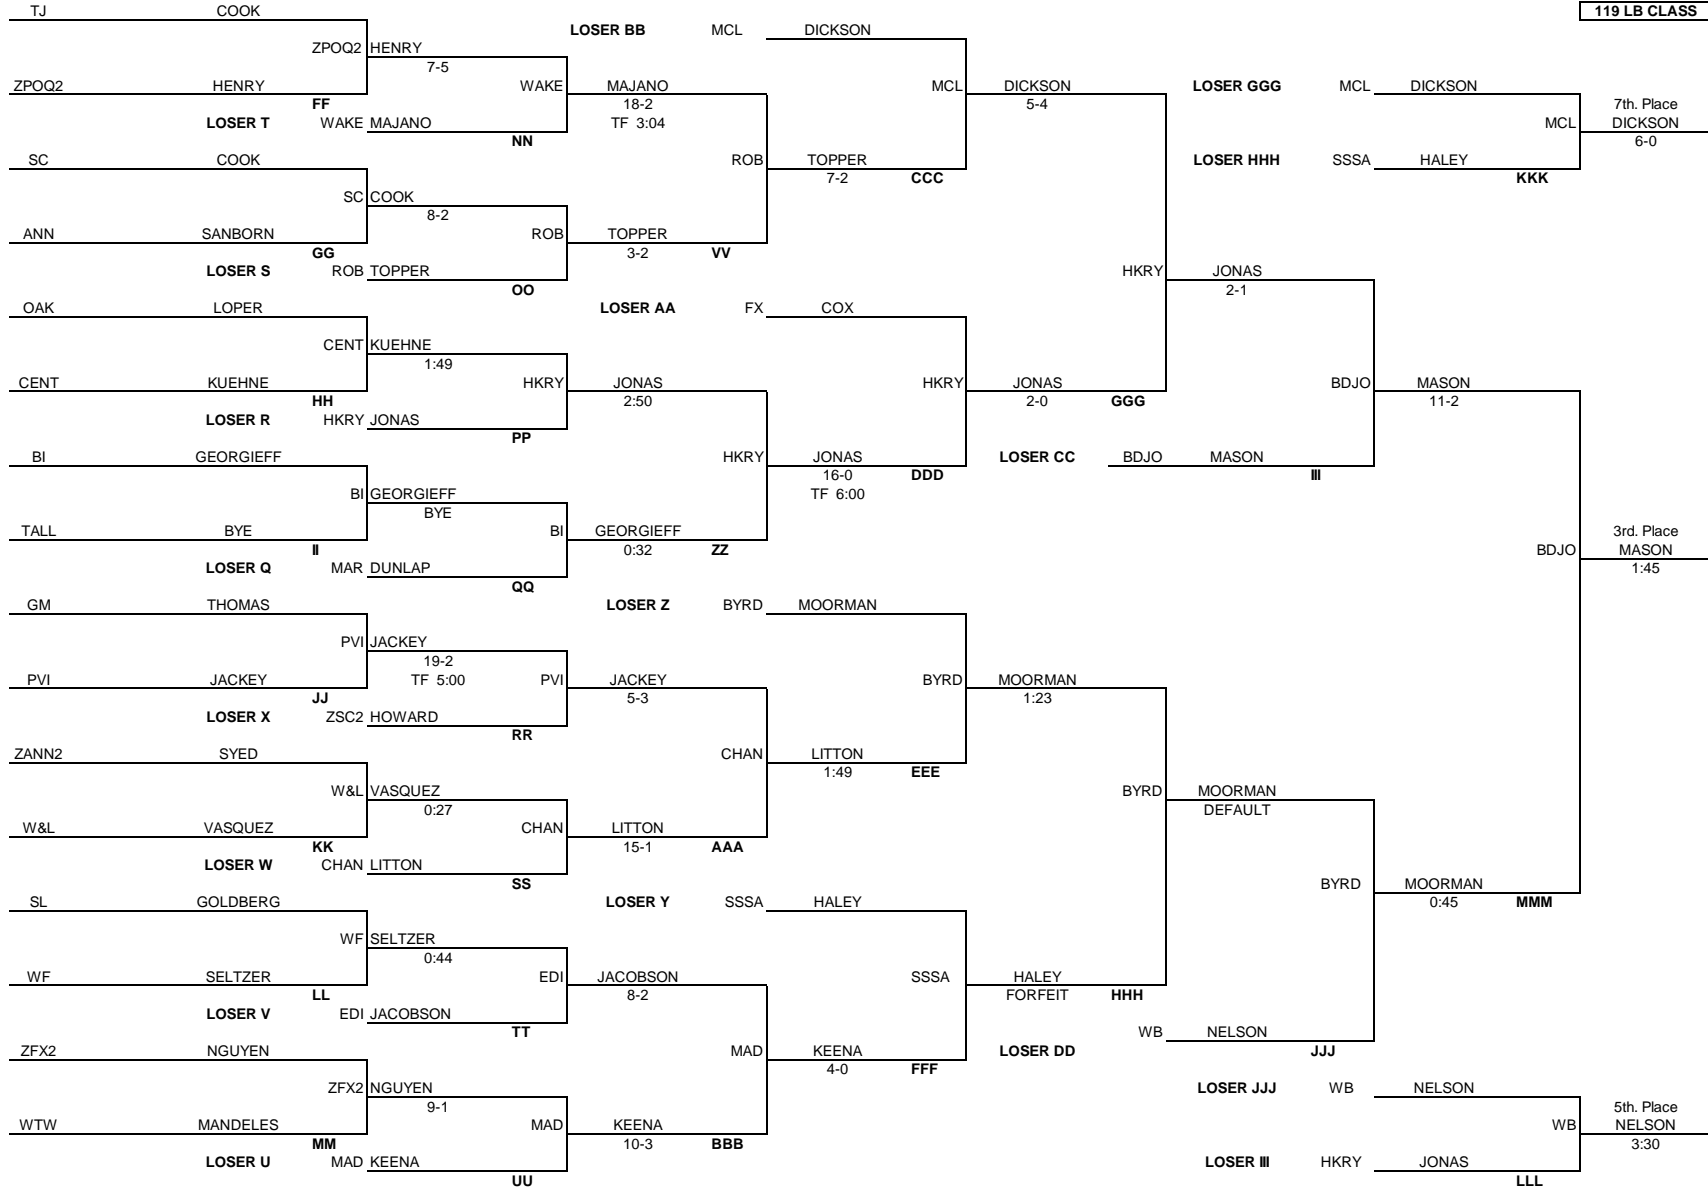 TJ COOK 119 LB CLASS
LOSER BB MCL DICKSON
ZPOQ2 HENRY
7-5
ZPOQ2 HENRY WAKE MAJANO MCL DICKSON LOSER GGG MCL DICKSON
FF 18-2 5-4 7th. Place
LOSER T WAKE MAJANO TF 3:04 MCL DICKSON
NN 6-0
SC COOK ROB TOPPER LOSER HHH SSSA HALEY
7-2 CCC KKK
SC COOK
8-2
ANN SANBORN ROB TOPPER
GG 3-2 VV
LOSER S ROB TOPPER HKRY JONAS
OO 2-1
OAK LOPER LOSER AA FX COX
CENT KUEHNE
1:49
CENT KUEHNE HKRY JONAS HKRY JONAS BDJO MASON
HH 2:50 2-0 GGG 11-2
LOSER R HKRY JONAS
PP
BI GEORGIEFF HKRY JONAS LOSER CC BDJO MASON
16-0 DDD III
BI GEORGIEFF TF 6:00
BYE
TALL BYE BI GEORGIEFF 3rd. Place
II 0:32 ZZ BDJO MASON
LOSER Q MAR DUNLAP 1:45
QQ
GM THOMAS LOSER Z BYRD MOORMAN
PVI JACKEY
19-2
PVI JACKEY TF 5:00 PVI JACKEY BYRD MOORMAN
JJ 5-3 1:23
LOSER X ZSC2 HOWARD
RR
ZANN2 SYED CHAN LITTON
1:49 EEE
W&L VASQUEZ BYRD MOORMAN
0:27 DEFAULT
W&L VASQUEZ CHAN LITTON
KK 15-1 AAA
LOSER W CHAN LITTON
SS BYRD MOORMAN
SL GOLDBERG LOSER Y SSSA HALEY 0:45 MMM
WF SELTZER
0:44
WF SELTZER EDI JACOBSON SSSA HALEY
LL 8-2 FORFEIT HHH
LOSER V EDI JACOBSON
TT WB NELSON
ZFX2 NGUYEN MAD KEENA LOSER DD JJJ
4-0 FFF
ZFX2 NGUYEN LOSER JJJ WB NELSON
9-1 5th. Place
WTW MANDELES MAD KEENA WB NELSON
MM 10-3 BBB 3:30
LOSER U MAD KEENA LOSER III HKRY JONAS
UU LLL